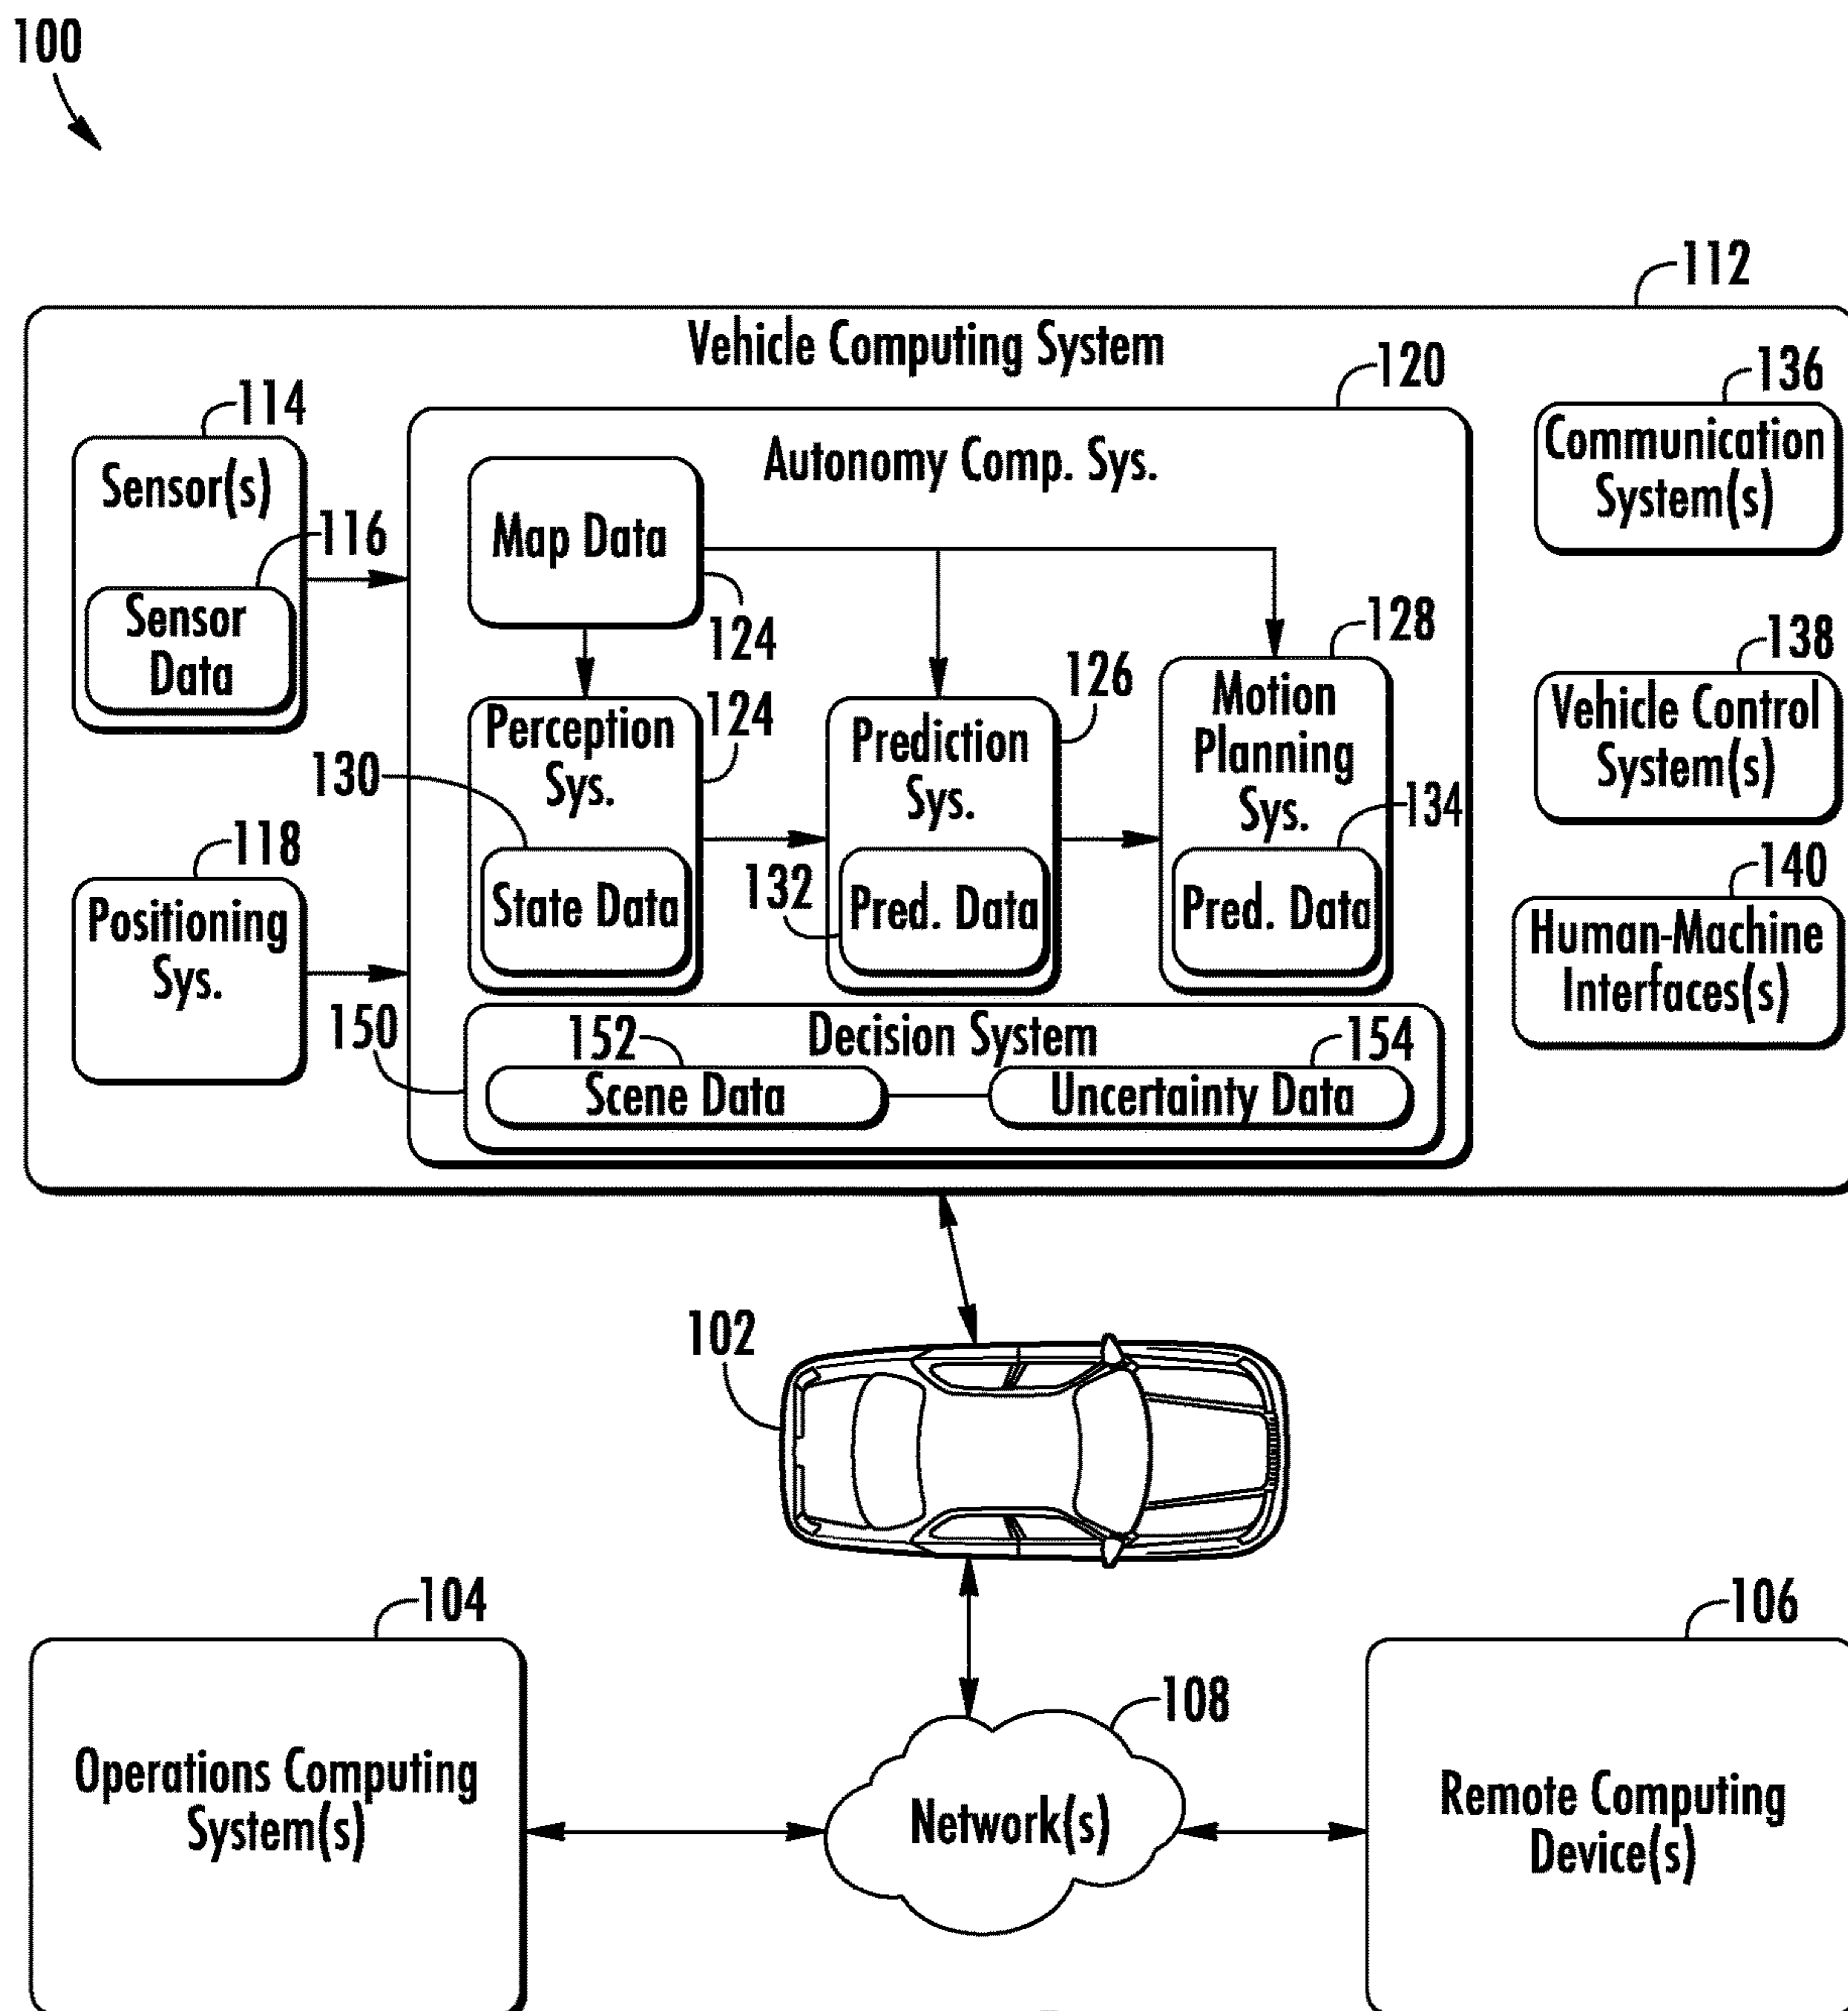 100
112
Vehicle Computing System
120
136
114
Communication
System(s)
Autonomy Comp. Sys.
Sensor(s)
116
Map Data
Sensor
Data
124
128
138
126
124
Motion
Planning
Sys.
Vehicle Control
System(s)
Perception
Sys.
Prediction
Sys.
130
134
118
132
140
State Data
Pred. Data
Pred. Data
Positioning
Sys.
Human-Machine
Interfaces(s)
150
Decision System
152
154
Scene Data
Uncertainty Data
102
104
106
108
Operations Computing
System(s)
Network(s)
Remote Computing
Device(s)